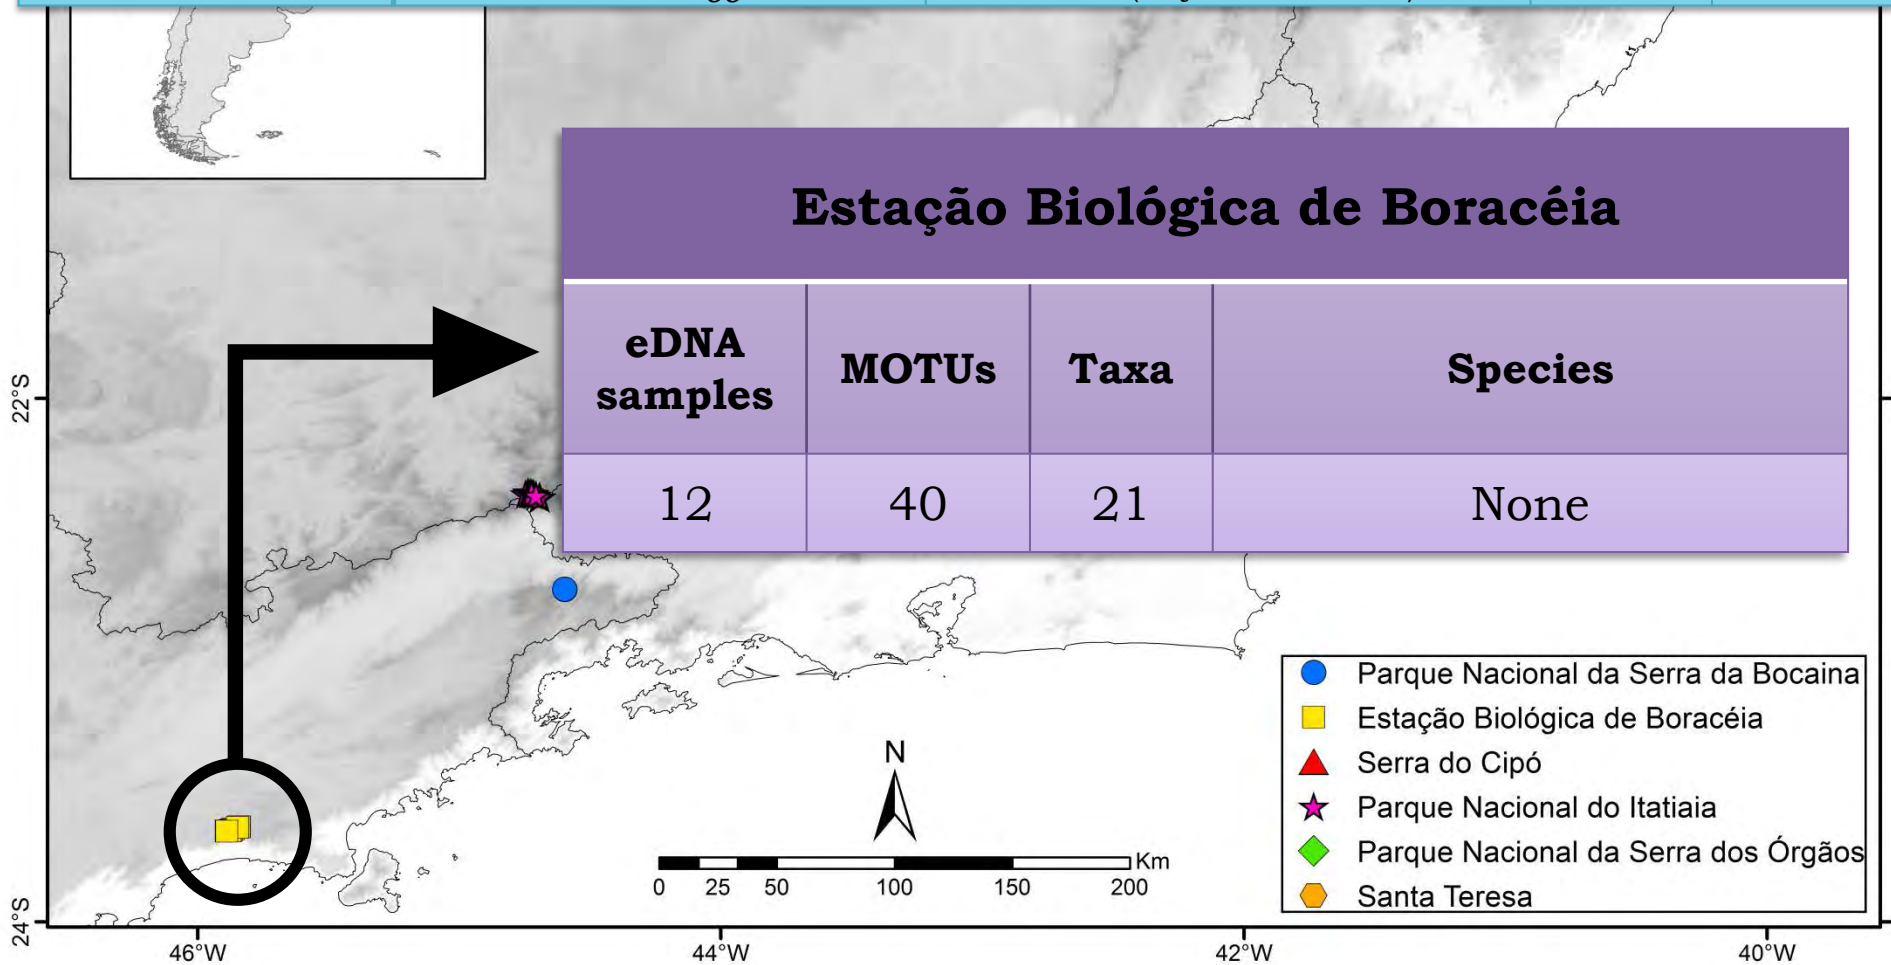 Estação Biológica de Boracéia
eDNA samples
MOTUs
Taxa
Species
12
40
21
None
22°S
24°S
46°W
44°W
42°W
40°W
N
Km
0
25
50
100
150
200
Parque Nacional da Serra da Bocaina
Estação Biológica de Boracéia
Serra do Cipó
Parque Nacional do Itatiaia
Parque Nacional da Serra dos Órgãos
Santa Teresa